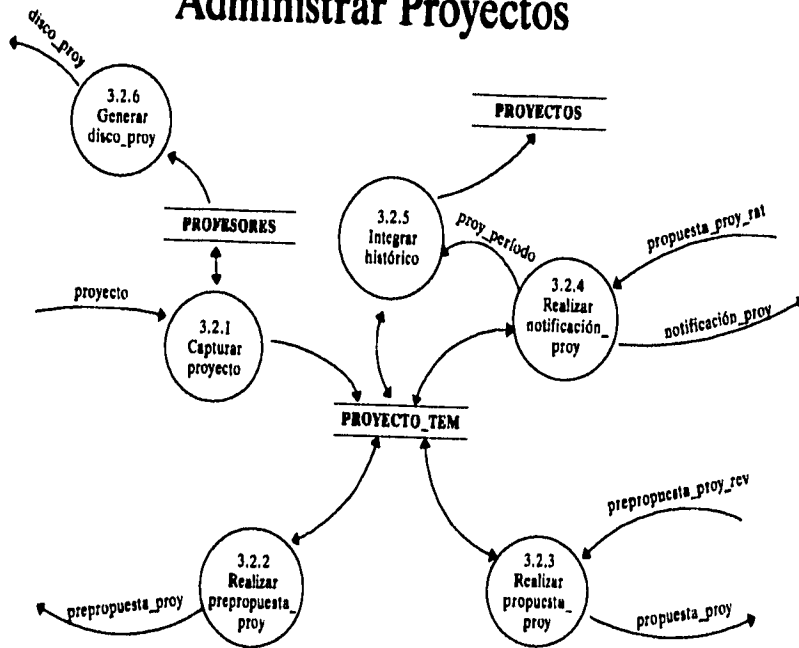 Administrar Proyectos
disco_proy
3.2.6
Generar
disco_proy
PROYECTOS
PROFESORES
3.2.5
Integrar
histórico
proy_período
propuesta_proy_rat
proyecto
3.2.1
Capturar
proyecto
3.2.4
Realizar
notificación_
proy
notificación_proy
PROYECTO_TEM
prepropuesta_proy_rev
3.2.2
Realizar
prepropuesta_
proy
prepropuesta_proy
3.2.3
Realizar
propuesta_
proy
propuesta_proy